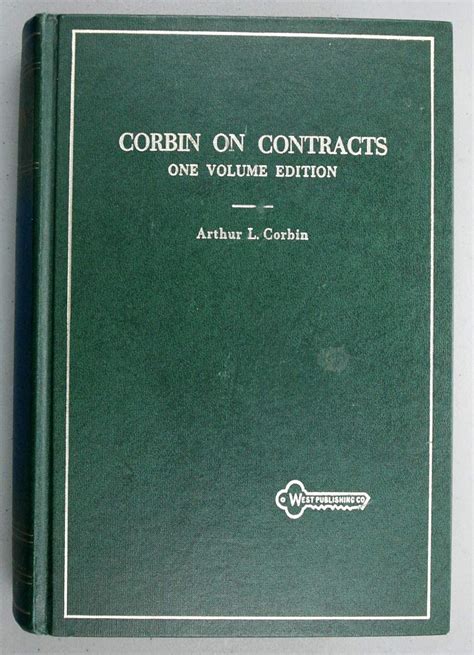 CORBIN ON CONTRACTS
ONE VOLUME EDITION
Arthur L. Corbin
WEST PUBLISHING CO